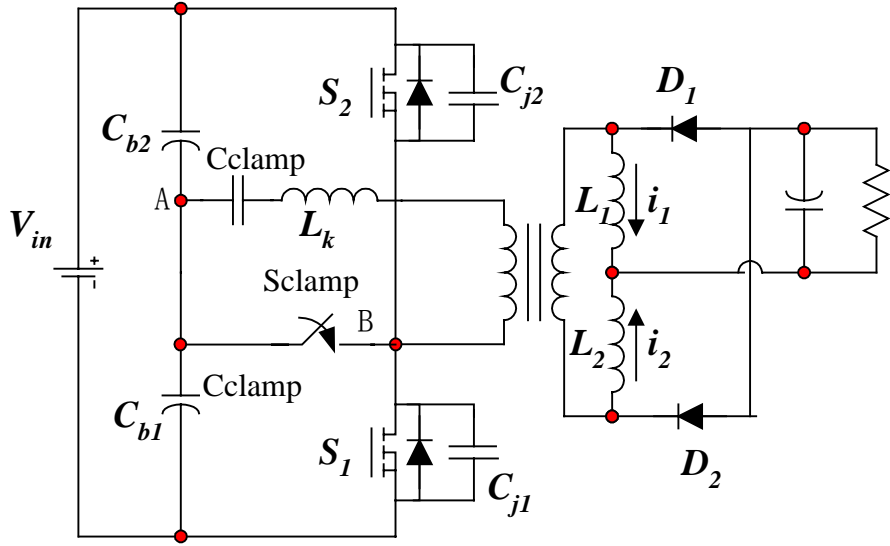 S2
Cj2
D1
Cb2
Cclamp
A
Vin
+
Lk
L1
i1
Sclamp
B
L2
i2
Cclamp
Cb1
S1
Cj1
D2